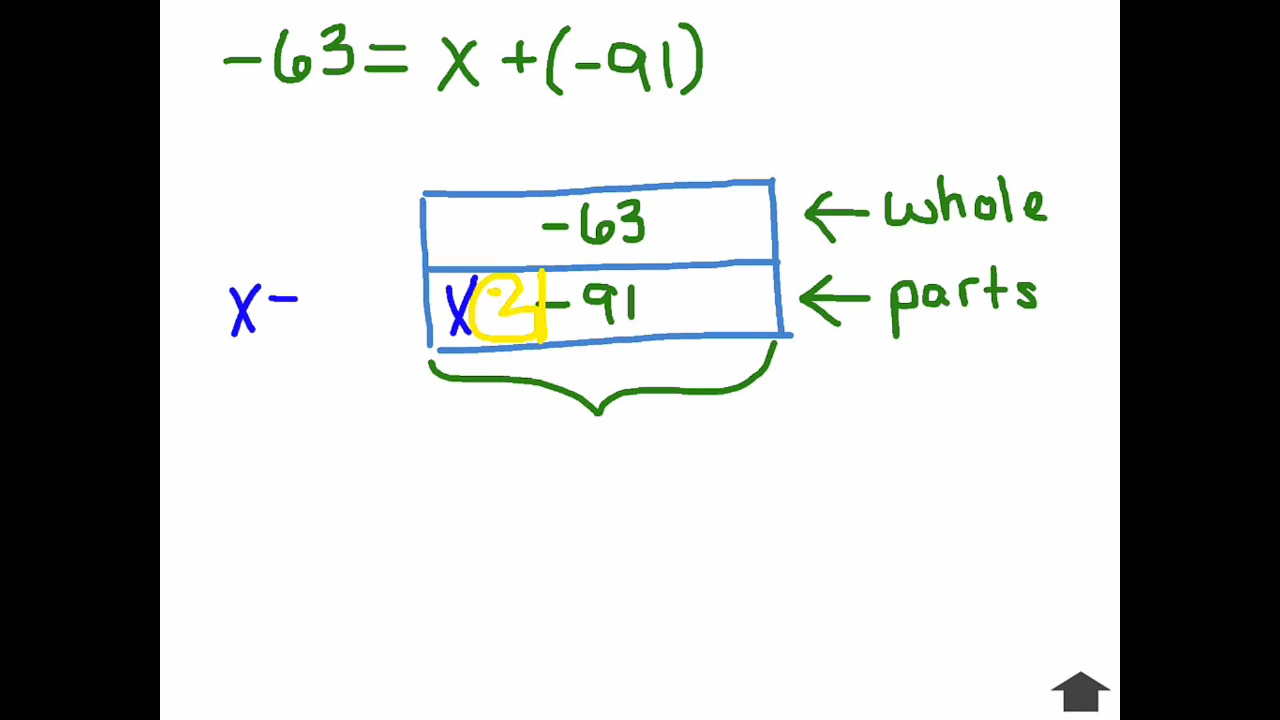 -63 = x + (-91)
-63 ← whole
x - x -91 ← parts